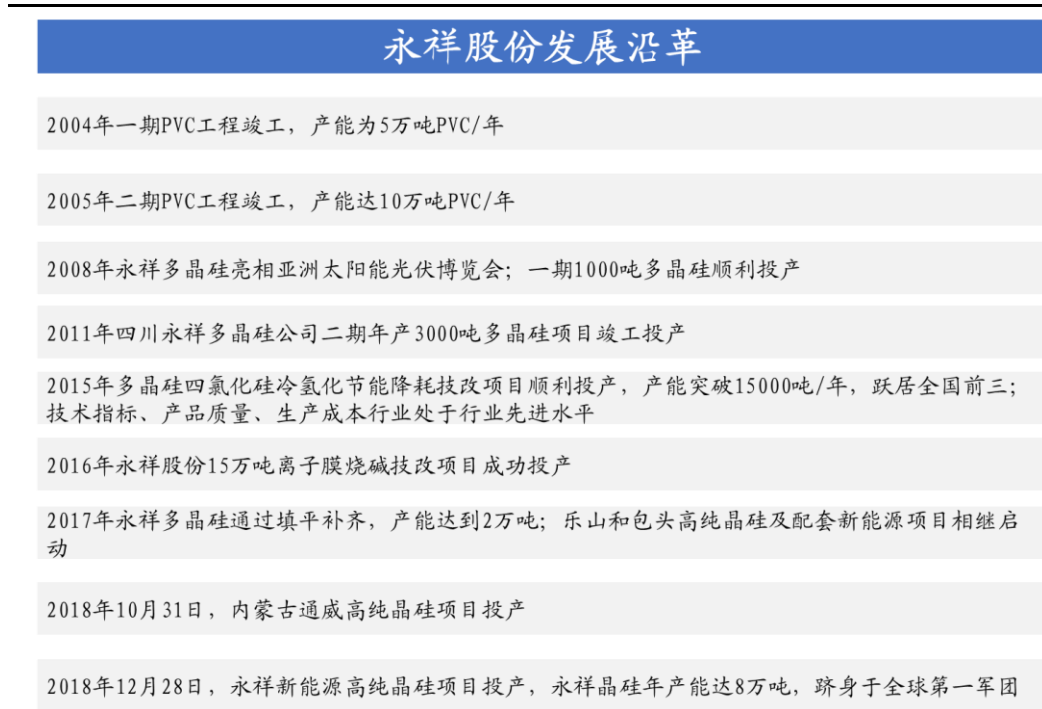 永祥股份发展沿革
2004年一期PVC工程竣工，产能为5万吨PVC/年
2005年二期PVC工程竣工，产能达10万吨PVC/年
2008年永祥多晶硅亮相亚洲太阳能光伏博览会；一期1000吨多晶硅顺利投产
2011年四川永祥多晶硅公司二期年产3000吨多晶硅项目竣工投产
2015年多晶硅四氯化硅冷氢化节能降耗技改项目顺利投产，产能突破15000吨/年，跃居全国前三；
技术指标、产品质量、生产成本行业处于行业先进水平
2016年永祥股份15万吨离子膜烧碱技改项目成功投产
2017年永祥多晶硅通过填平补齐，产能达到2万吨；乐山和包头高纯晶硅及配套新能源项目相继启
动
2018年10月31日，内蒙古通威高纯晶硅项目投产
2018年12月28日，永祥新能源高纯晶硅项目投产，永祥晶硅年产能达8万吨，跻身于全球第一军团